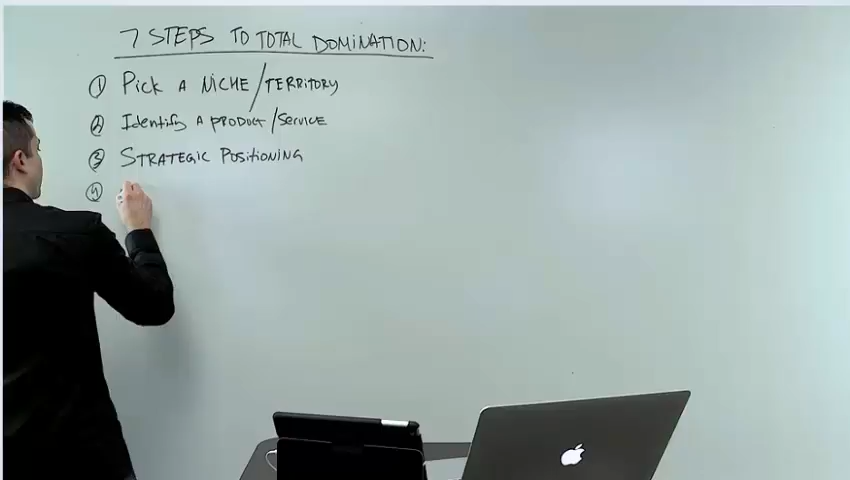 7 STEPS TO TOTAL DOMINATION:
① Pick A NICHE/TERRITORY
② Identify A PRODUCT/SERVICE
③ STRATEGIC POSITIONING
④